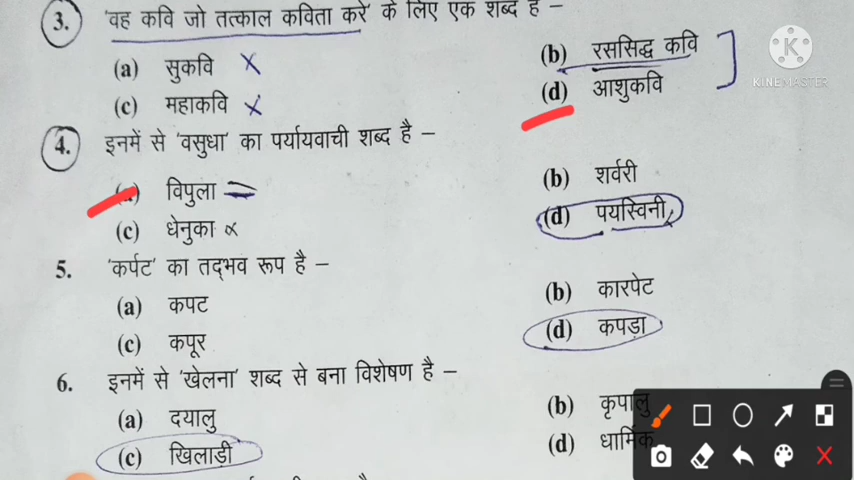 3. 'वह कवि जो तत्काल कविता करे' के लिए एक शब्द है –
(a) सुकवि
(b) रससिद्ध कवि
(c) महाकवि
(d) आशुकवि
4. इनमें से 'वसुधा' का पर्यायवाची शब्द है –
(a) विपुला
(b) शर्वरी
(c) धेनुका
(d) पयस्विनी
5. 'कर्पट' का तद्भव रूप है –
(a) कपट
(b) कारपेट
(c) कपूर
(d) कपड़ा
6. इनमें से 'खेलना' शब्द से बना विशेषण है –
(a) दयालु
(b) कृपालु
(c) खिलाड़ी
(d) धार्मिक
K
KINEMASTER